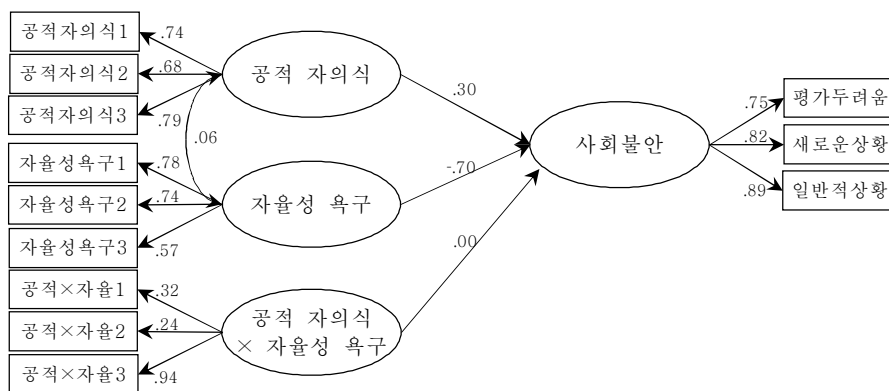 공적자의식1
공적자의식2
공적자의식3
자율성욕구1
자율성욕구2
자율성욕구3
공적×자율1
공적×자율2
공적×자율3
.74
.68
.79
.06
.78
.74
.57
.32
.24
.94
공적 자의식
자율성 욕구
공적 자의식
× 자율성 욕구
.30
-.70
.00
사회불안
.75
.82
.89
평가두려움
새로운상황
일반적상황